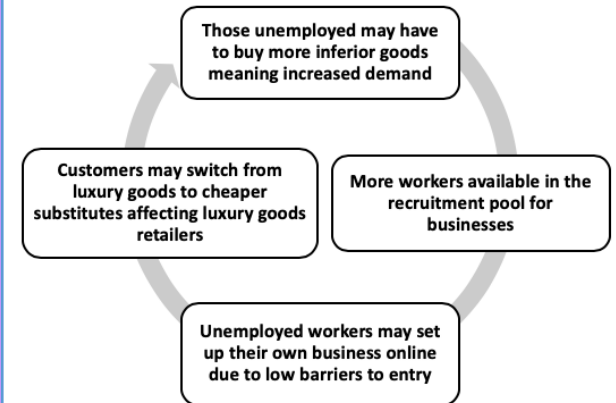 Those unemployed may have
to buy more inferior goods
meaning increased demand
More workers available in the
recruitment pool for
businesses
Unemployed workers may set
up their own business online
due to low barriers to entry
Customers may switch from
luxury goods to cheaper
substitutes affecting luxury goods
retailers